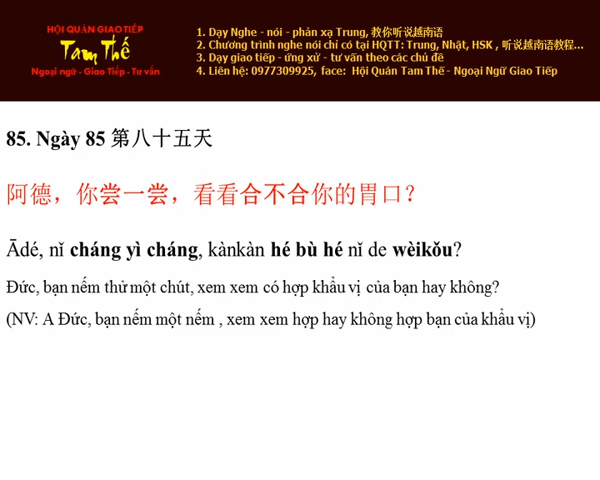 HỘI QUÁN GIAO TIẾP
Tam Thế
Ngoại ngữ - Giao Tiếp - Tư vấn
1. Dạy Nghe - nói - phản xạ Trung, 教你听说越南语
2. Chương trình nghe nói chỉ có tại HQTT: Trung, Nhật, HSK , 听说越南语教程...
3. Dạy giao tiếp - ứng xử - tư vấn theo các chủ đề
4. Liên hệ: 0977309925, face: Hội Quán Tam Thế - Ngoại Ngữ Giao Tiếp
85. Ngày 85 第八十五天
阿德，你尝一尝，看看合不合你的胃口？
Ādé, nǐ cháng yì cháng, kànkàn hé bù hé nǐ de wèikǒu?
Đức, bạn nếm thử một chút, xem xem có hợp khẩu vị của bạn hay không?
(NV: A Đức, bạn nếm một nếm , xem xem hợp hay không hợp bạn của khẩu vị)